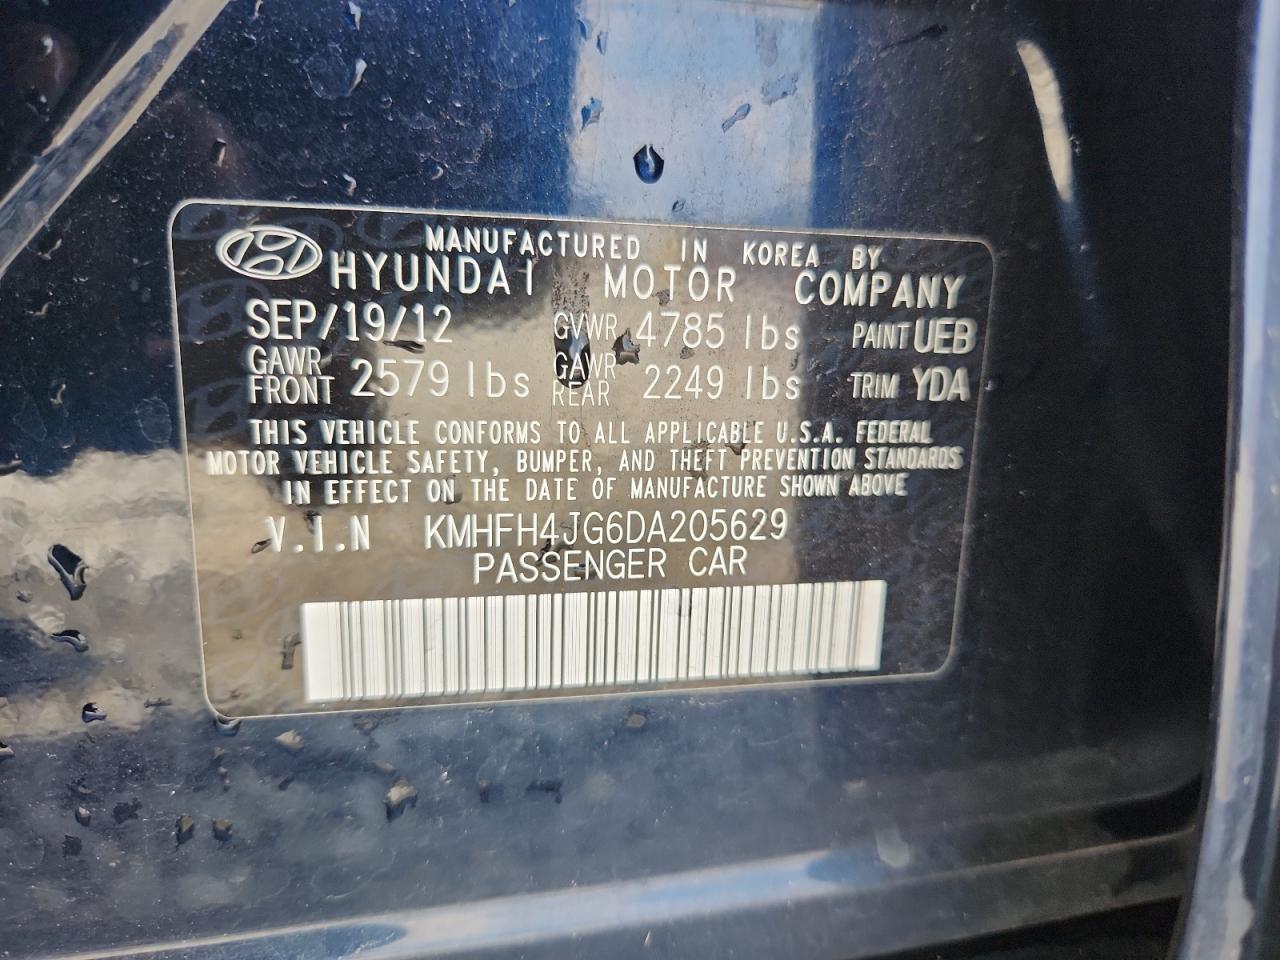 MANUFACTURED IN KOREA BY
HYUNDAI MOTOR COMPANY
SEP/19/12 GVWR 4785 lbs PAINT UEB
GAWR FRONT 2579 lbs GAWR REAR 2249 lbs TRIM YDA
THIS VEHICLE CONFORMS TO ALL APPLICABLE U.S.A. FEDERAL
MOTOR VEHICLE SAFETY, BUMPER, AND THEFT PREVENTION STANDARDS
IN EFFECT ON THE DATE OF MANUFACTURE SHOWN ABOVE
V.I.N KMHFH4JG6DA205629
PASSENGER CAR